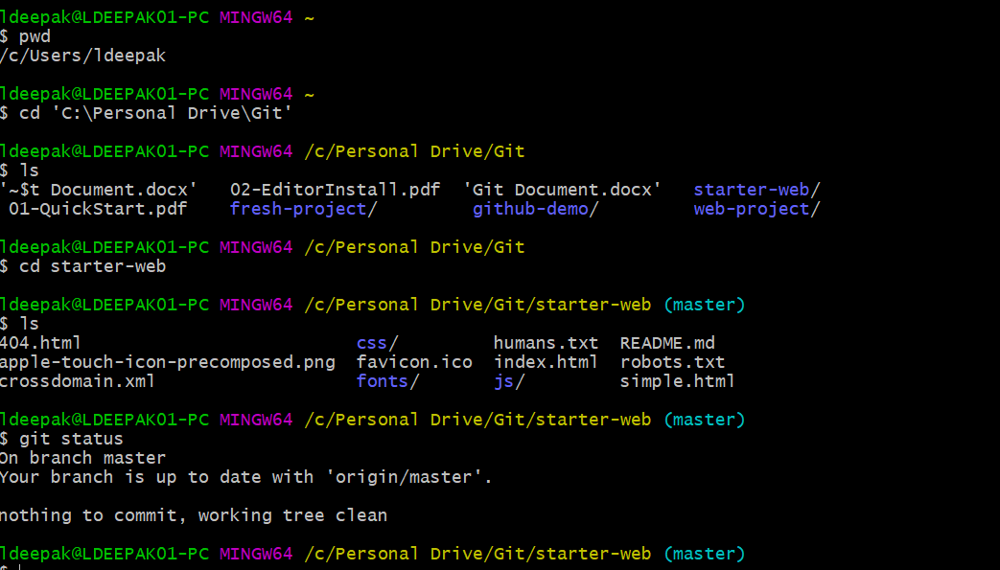 ldeepak@LDEEPAK01-PC MINGW64 ~
$ pwd
/c/Users/ldeepak
ldeepak@LDEEPAK01-PC MINGW64 ~
$ cd 'C:\Personal Drive\Git'
ldeepak@LDEEPAK01-PC MINGW64 /c/Personal Drive/Git
$ ls
'~$t Document.docx' 02-EditorInstall.pdf 'Git Document.docx' starter-web/
01-QuickStart.pdf fresh-project/ github-demo/ web-project/
ldeepak@LDEEPAK01-PC MINGW64 /c/Personal Drive/Git
$ cd starter-web
ldeepak@LDEEPAK01-PC MINGW64 /c/Personal Drive/Git/starter-web (master)
$ ls
404.html css/ humans.txt README.md
apple-touch-icon-precomposed.png favicon.ico index.html robots.txt
crossdomain.xml fonts/ js/ simple.html
ldeepak@LDEEPAK01-PC MINGW64 /c/Personal Drive/Git/starter-web (master)
$ git status
On branch master
Your branch is up to date with 'origin/master'.
nothing to commit, working tree clean
ldeepak@LDEEPAK01-PC MINGW64 /c/Personal Drive/Git/starter-web (master)
$